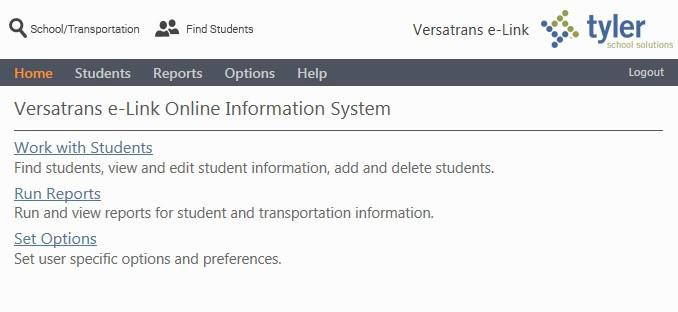 School/Transportation Find Students Versatrans e-Link tyler
school solutions
Home Students Reports Options Help Logout
Versatrans e-Link Online Information System
Work with Students
Find students, view and edit student information, add and delete students.
Run Reports
Run and view reports for student and transportation information.
Set Options
Set user specific options and preferences.